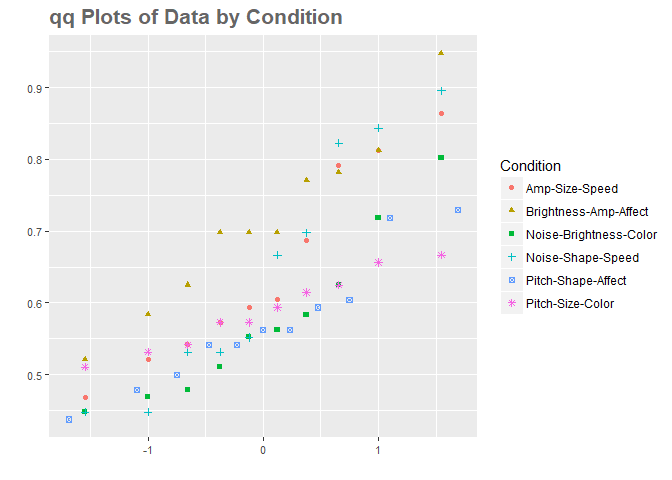 qq Plots of Data by Condition
0.9
0.8
0.7
0.6
0.5
-1
0
1
Condition
Amp-Size-Speed
Brightness-Amp-Affect
Noise-Brightness-Color
Noise-Shape-Speed
Pitch-Shape-Affect
Pitch-Size-Color